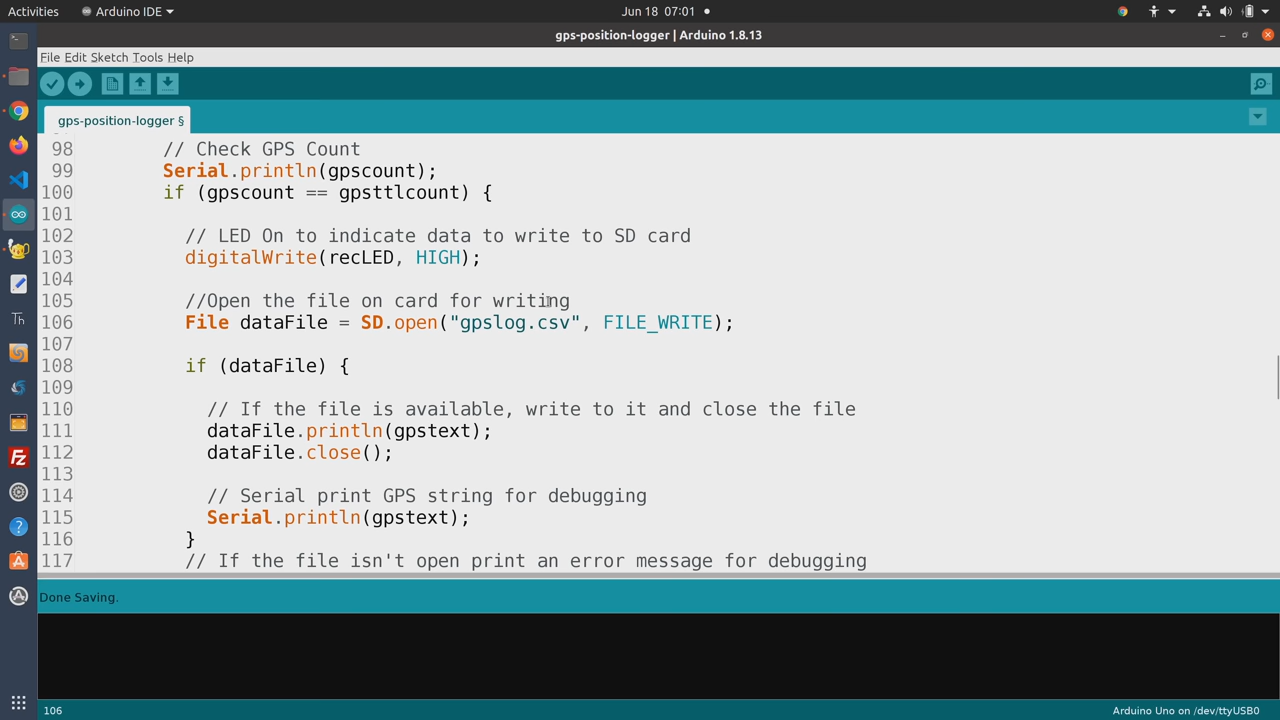 Activities
Arduino IDE
Jun 18 07:01
gps-position-logger | Arduino 1.8.13
File Edit Sketch Tools Help
gps-position-logger §
98 // Check GPS Count
99 Serial.println(gpscount);
100 if (gpscount == gpsttlcount) {
101
102 // LED On to indicate data to write to SD card
103 digitalWrite(recLED, HIGH);
104
105 //Open the file on card for writing
106 File dataFile = SD.open("gpslog.csv", FILE_WRITE);
107
108 if (dataFile) {
109
110 // If the file is available, write to it and close the file
111 dataFile.println(gpstext);
112 dataFile.close();
113
114 // Serial print GPS string for debugging
115 Serial.println(gpstext);
116 }
117 // If the file isn't open print an error message for debugging
Th
Fz
?
A
Done Saving.
106
Arduino Uno on /dev/ttyUSB0